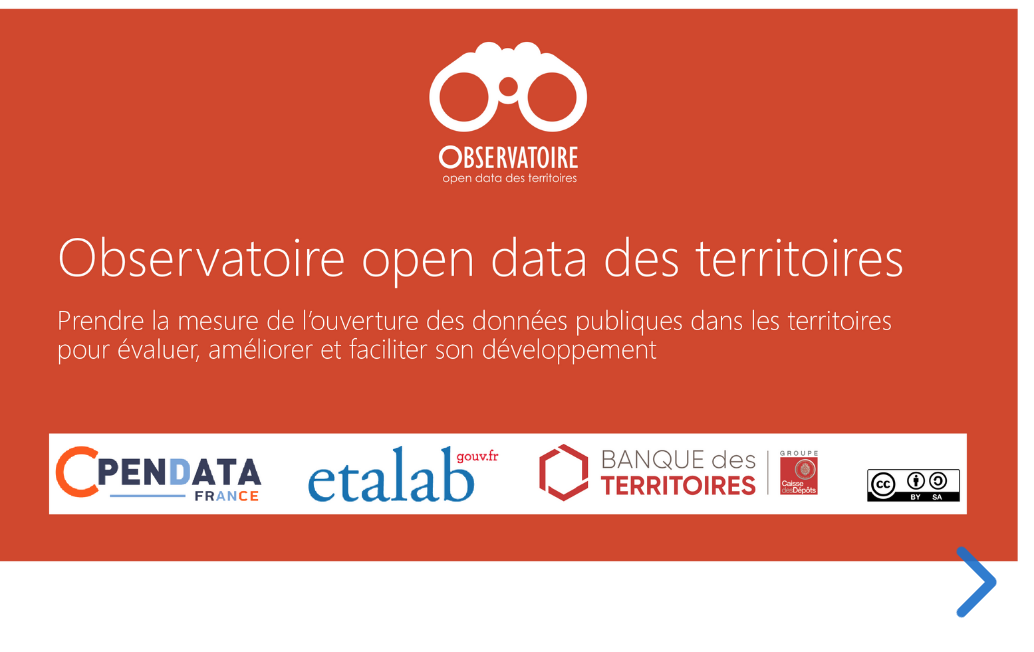 OBSERVATOIRE
open data des territoires
Observatoire open data des territoires
Prendre la mesure de l’ouverture des données publiques dans les territoires
pour évaluer, améliorer et faciliter son développement
OPENDATA
FRANCE
etalab
gouv.fr
BANQUE des
TERRITOIRES
GROUPE
Caisse
desDépôts
cc
BY SA